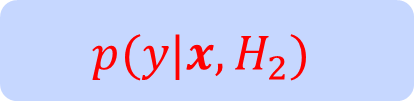 p(y|x, H₂)